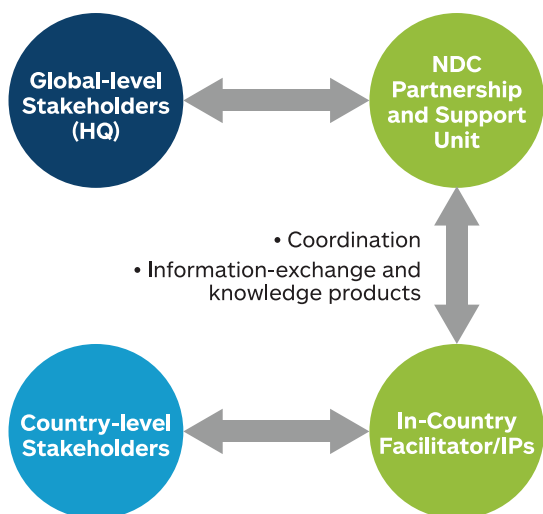 Global-level
Stakeholders
(HQ)
NDC
Partnership
and Support
Unit
• Coordination
• Information-exchange and
knowledge products
Country-level
Stakeholders
In-Country
Facilitator/IPs